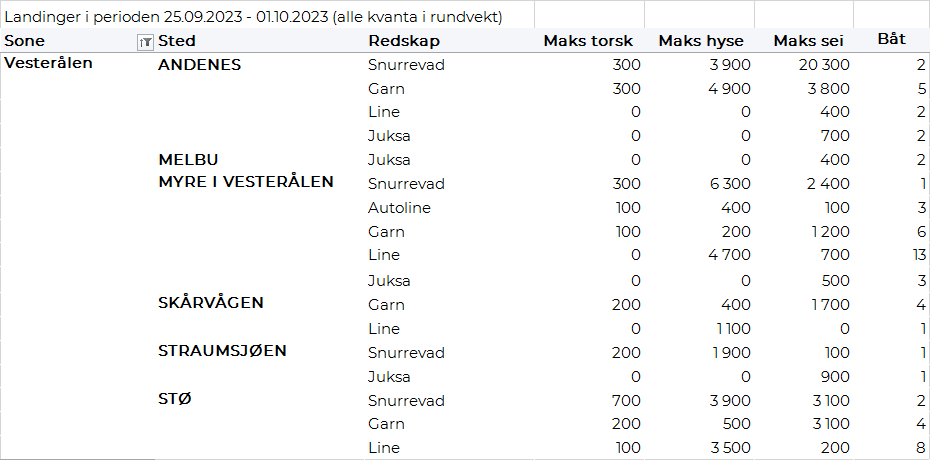 Landinger i perioden 25.09.2023 - 01.10.2023 (alle kvanta i rundvekt)
Sone Sted Redskap Maks torsk Maks hyse Maks sei Båt
Vesterålen ANDENES Snurrevad 300 3 900 20 300 2
Garn 300 4 900 3 800 5
Line 0 0 400 2
Juksa 0 0 700 2
MELBU Juksa 0 0 400 2
MYRE I VESTERÅLEN Snurrevad 300 6 300 2 400 1
Autoline 100 400 100 3
Garn 100 200 1 200 6
Line 0 4 700 700 13
Juksa 0 0 500 3
SKÅRVÅGEN Garn 200 400 1 700 4
Line 0 1 100 0 1
STRAUMSJØEN Snurrevad 200 1 900 100 1
Juksa 0 0 900 1
STØ Snurrevad 700 3 900 3 100 2
Garn 200 500 3 100 4
Line 100 3 500 200 8